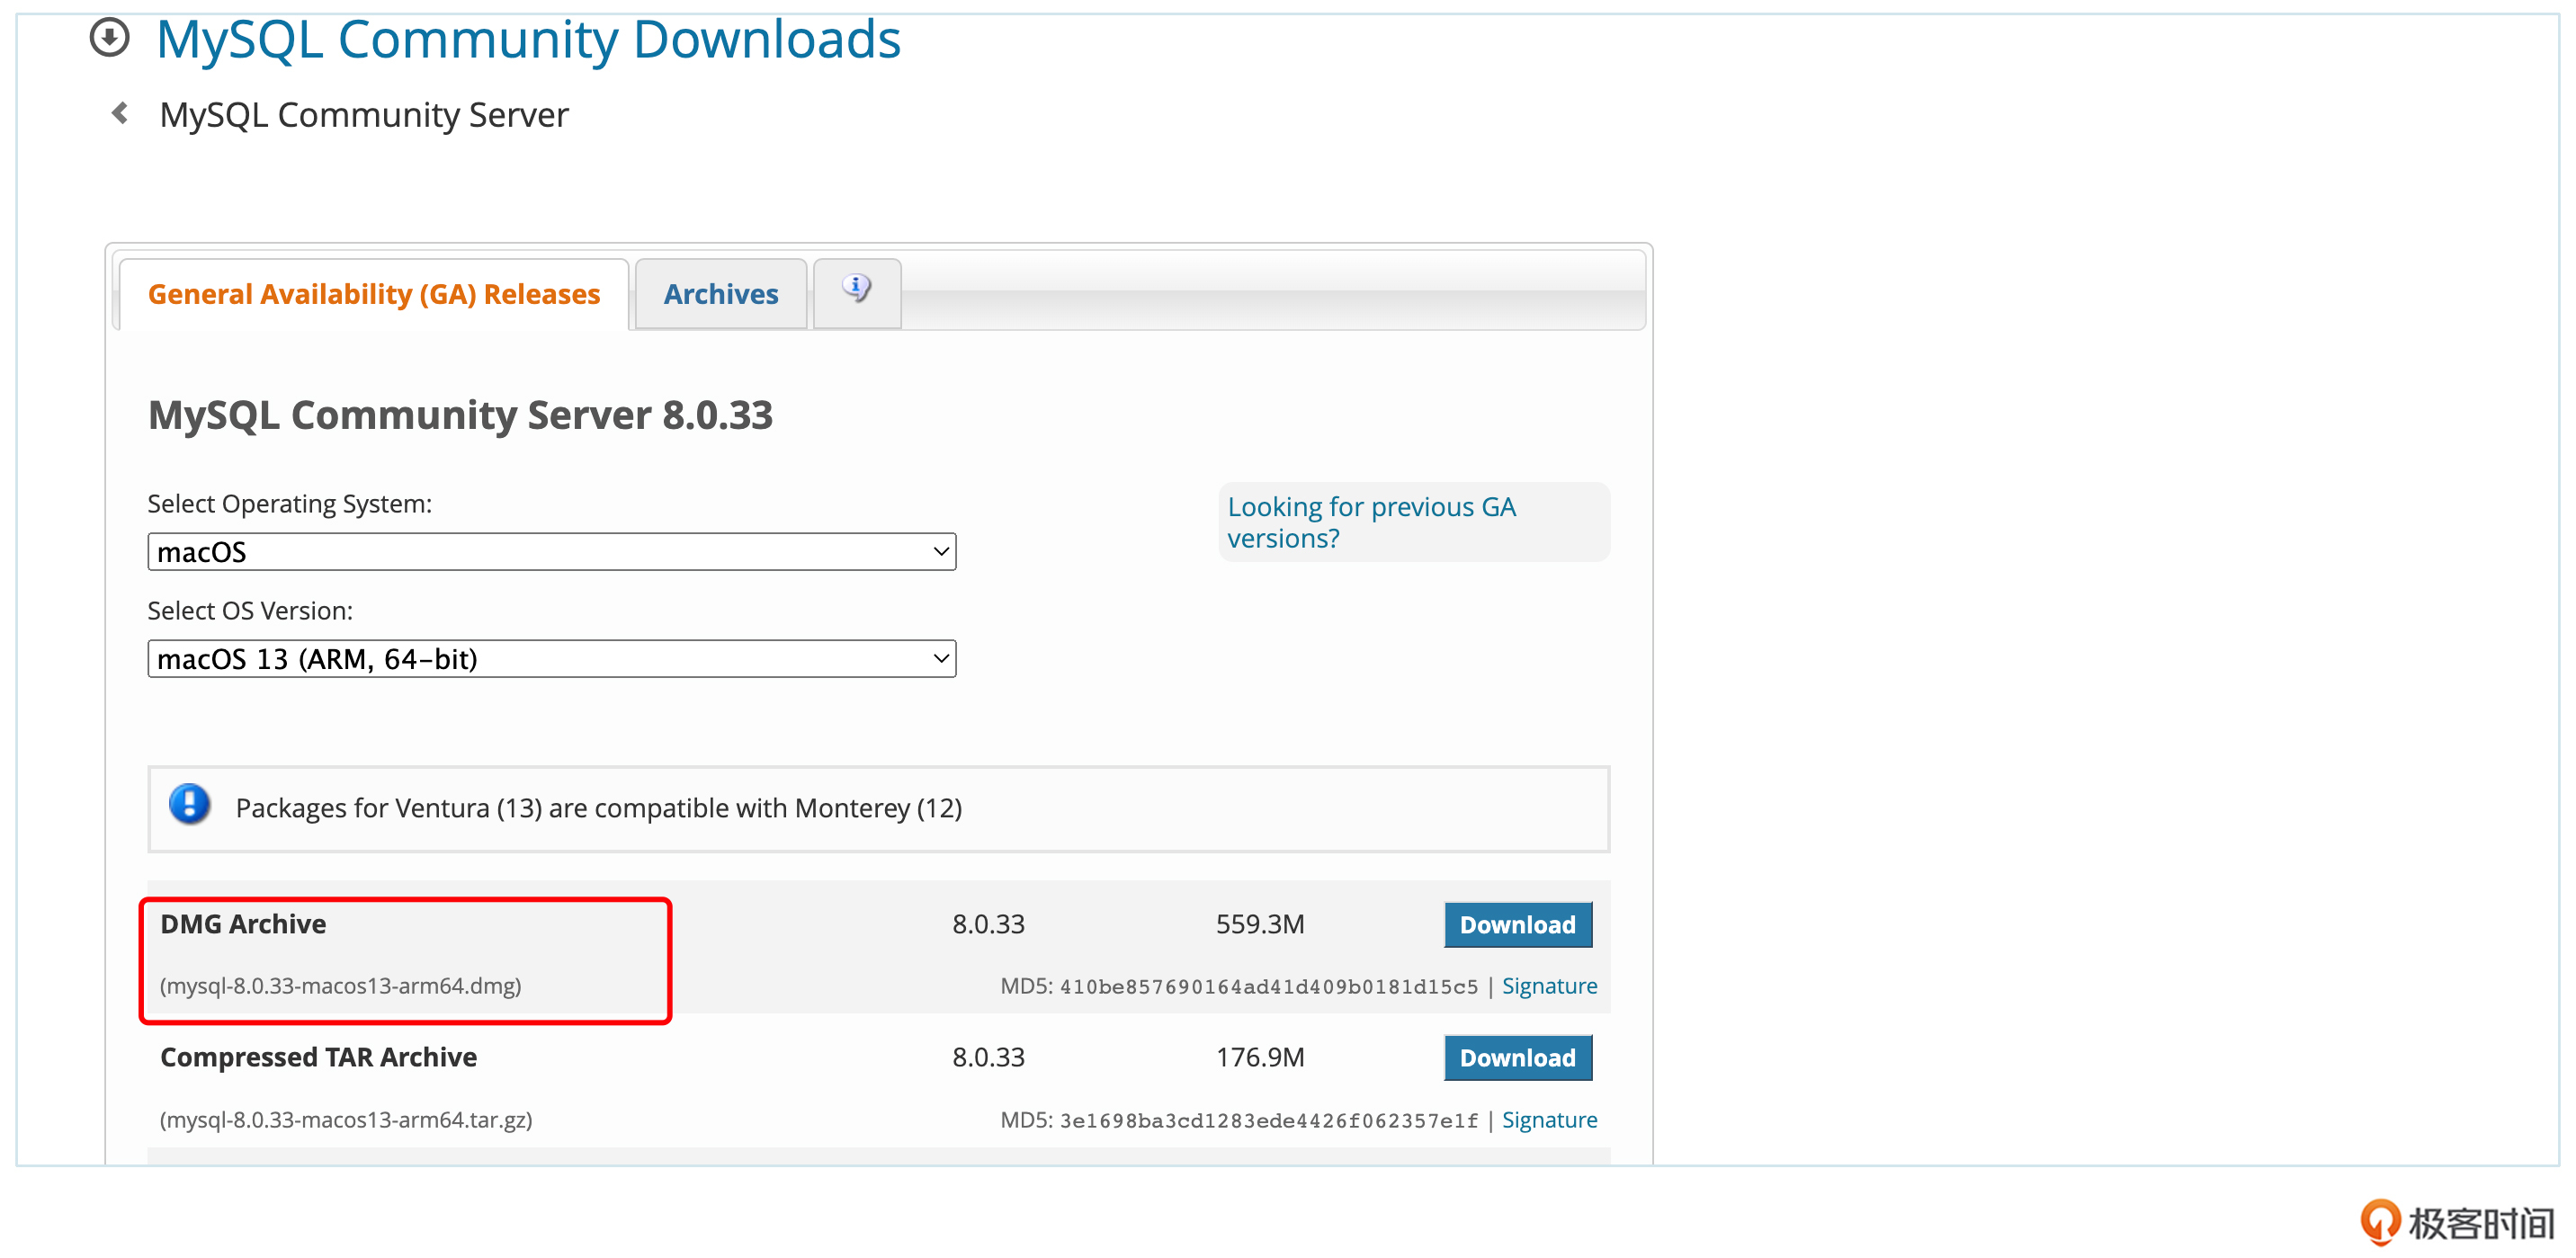 MySQL Community Downloads
MySQL Community Server
General Availability (GA) Releases
Archives
MySQL Community Server 8.0.33
Select Operating System:
macOS
Looking for previous GA
versions?
Select OS Version:
macOS 13 (ARM, 64-bit)
Packages for Ventura (13) are compatible with Monterey (12)
DMG Archive 8.0.33 559.3M Download
(mysql-8.0.33-macos13-arm64.dmg) MD5: 410be857690164ad41d409b0181d15c5 | Signature
Compressed TAR Archive 8.0.33 176.9M Download
(mysql-8.0.33-macos13-arm64.tar.gz) MD5: 3e1698ba3cd1283ede4426f062357e1f | Signature
极客时间